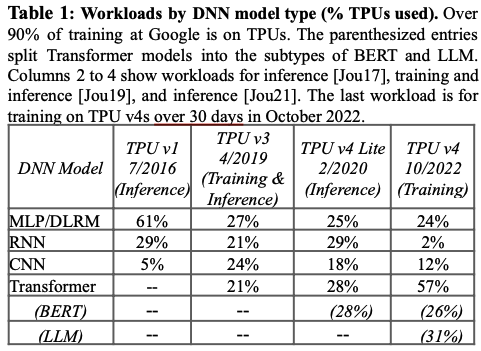 Table 1: Workloads by DNN model type (% TPUs used). Over
90% of training at Google is on TPUs. The parenthesized entries
split Transformer models into the subtypes of BERT and LLM.
Columns 2 to 4 show workloads for inference [Jou17], training and
inference [Jou19], and inference [Jou21]. The last workload is for
training on TPU v4s over 30 days in October 2022.
DNN Model | TPU v1 7/2016 (Inference) | TPU v3 4/2019 (Training & Inference) | TPU v4 Lite 2/2020 (Inference) | TPU v4 10/2022 (Training)
MLP/DLRM 61% 27% 25% 24%
RNN 29% 21% 29% 2%
CNN 5% 24% 18% 12%
Transformer -- 21% 28% 57%
(BERT) -- -- (28%) (26%)
(LLM) -- -- -- (31%)